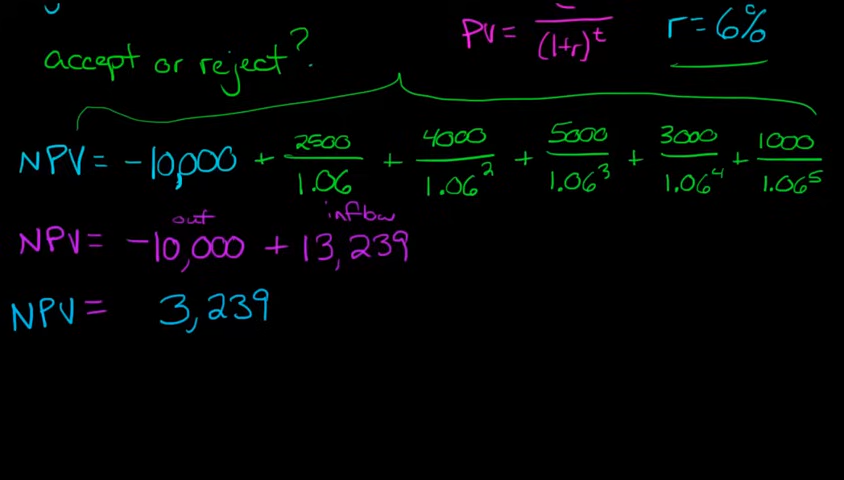 PV = / (1+r)^t r = 6%
accept or reject?
NPV = -10,000 + 2500/1.06 + 4000/1.06^2 + 5000/1.06^3 + 3000/1.06^4 + 1000/1.06^5
out inflow
NPV = -10,000 + 13,239
NPV = 3,239